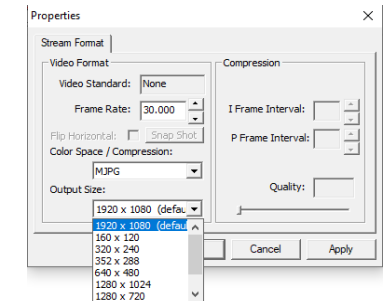 Properties
Stream Format
Video Format
Compression
Video Standard: None
Frame Rate: 30.000
I Frame Interval:
Flip Horizontal: Snap Shot
P Frame Interval:
Color Space / Compression:
MJPG
Output Size:
Quality:
1920 x 1080 (defau
1920 x 1080 (defau
160 x 120
320 x 240
352 x 288
640 x 480
1280 x 1024
1280 x 720
Cancel
Apply